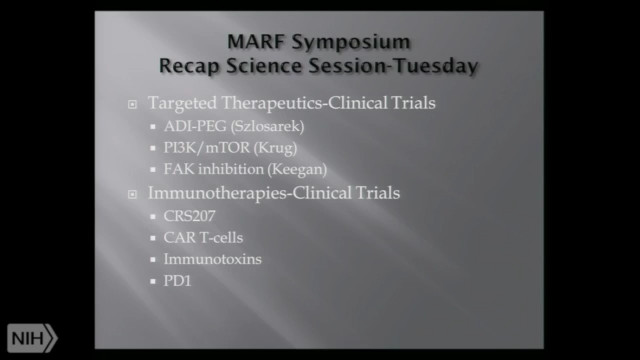 MARF Symposium
Recap Science Session-Tuesday
Targeted Therapeutics-Clinical Trials
ADI-PEG (Szlosarek)
PI3K/mTOR (Krug)
FAK inhibition (Keegan)
Immunotherapies-Clinical Trials
CRS207
CAR T-cells
Immunotoxins
PD1
NIH